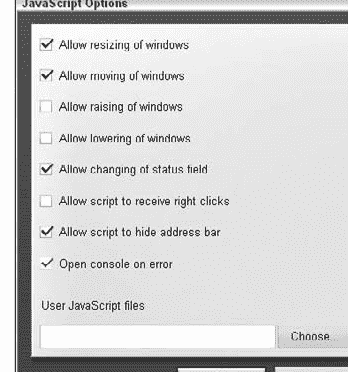 JavaScript Options
Allow resizing of windows
Allow moving of windows
Allow raising of windows
Allow lowering of windows
Allow changing of status field
Allow script to receive right clicks
Allow script to hide address bar
Open console on error
User JavaScript files
Choose